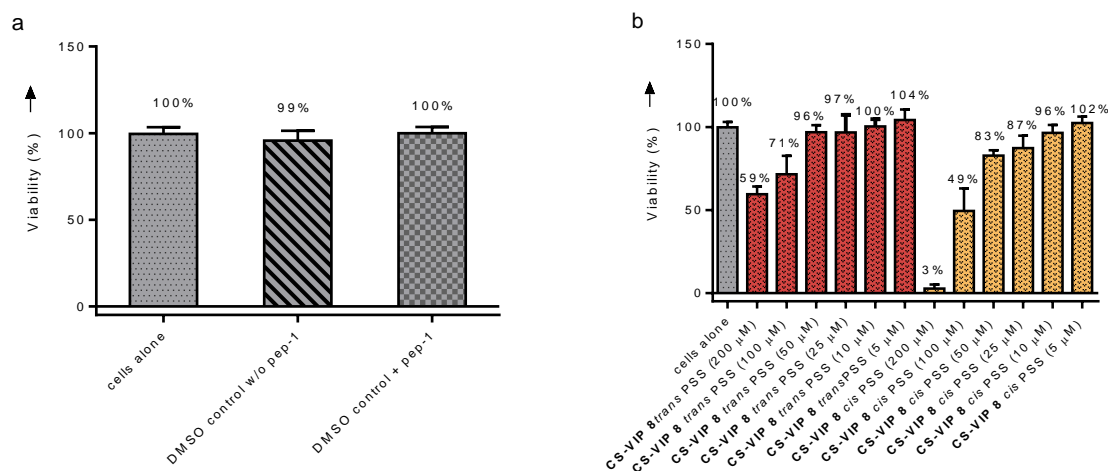 a
150
100
50
0
Viability (%)
100%
99%
100%
cells alone
DMSO control w/o pep-1
DMSO control + pep-1
b
150
100
50
0
Viability (%)
100%
59%
71%
96%
97%
100%
104%
3%
49%
83%
87%
96%
102%
cells alone
CS-VIP 8 trans PSS (200 μM)
CS-VIP 8 trans PSS (100 μM)
CS-VIP 8 trans PSS (50 μM)
CS-VIP 8 trans PSS (25 μM)
CS-VIP 8 trans PSS (10 μM)
CS-VIP 8 trans PSS (5 μM)
CS-VIP 8 cis PSS (200 μM)
CS-VIP 8 cis PSS (100 μM)
CS-VIP 8 cis PSS (50 μM)
CS-VIP 8 cis PSS (25 μM)
CS-VIP 8 cis PSS (10 μM)
CS-VIP 8 cis PSS (5 μM)